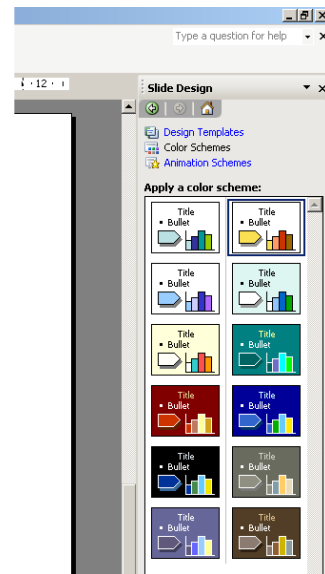 Type a question for help
· 12 ·
Slide Design
Design Templates
Color Schemes
Animation Schemes
Apply a color scheme:
Title Title
▪ Bullet ▪ Bullet
Title Title
▪ Bullet ▪ Bullet
Title Title
▪ Bullet ▪ Bullet
Title Title
▪ Bullet ▪ Bullet
Title Title
▪ Bullet ▪ Bullet
Title Title
▪ Bullet ▪ Bullet